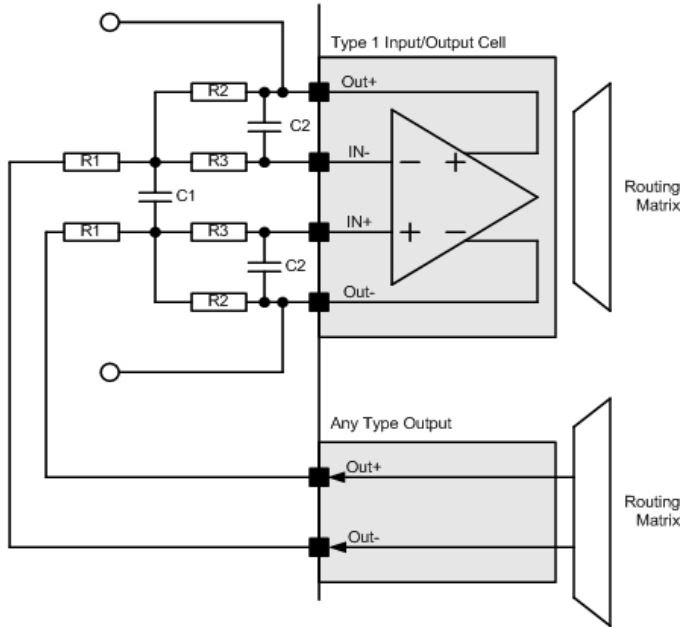 Type 1 Input/Output Cell
Out+
R2
C2
IN-
R1
R3
− +
C1
Routing
Matrix
IN+
R1
R3
+ −
C2
Out-
R2
Any Type Output
Out+
Routing
Matrix
Out-